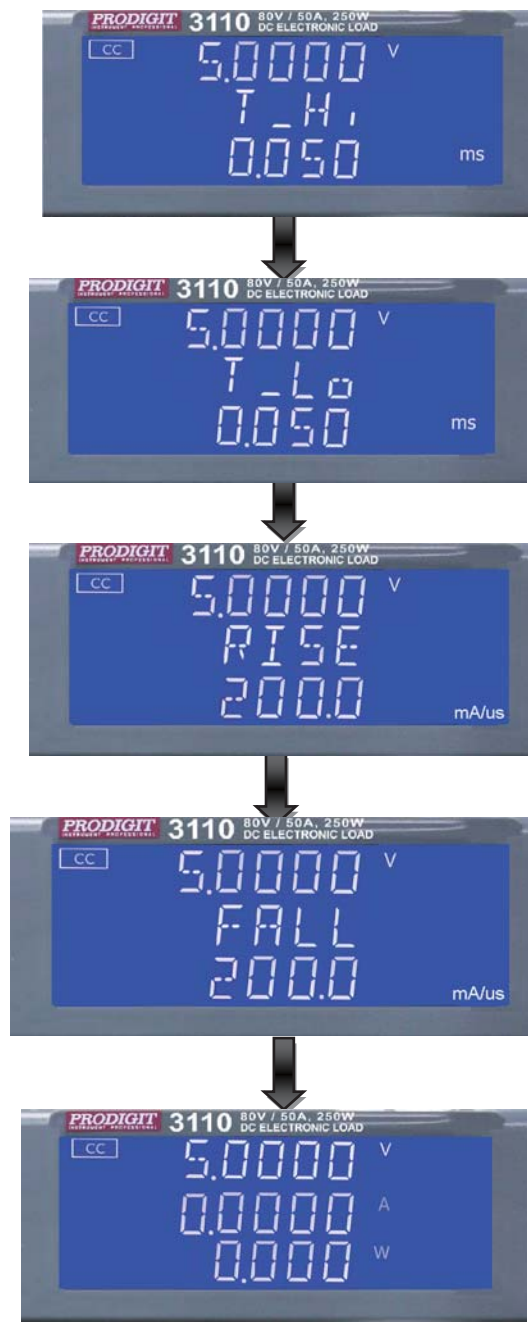 PRODIGIT 3110 80V / 50A, 250W
INSTRUMENT PROFESSIONAL DC ELECTRONIC LOAD
CC 5.0000 V
T_Hi
0.050 ms
PRODIGIT 3110 80V / 50A, 250W
INSTRUMENT PROFESSIONAL DC ELECTRONIC LOAD
CC 5.0000 V
T_Lo
0.050 ms
PRODIGIT 3110 80V / 50A, 250W
INSTRUMENT PROFESSIONAL DC ELECTRONIC LOAD
CC 5.0000 V
RISE
200.0 mA/us
PRODIGIT 3110 80V / 50A, 250W
INSTRUMENT PROFESSIONAL DC ELECTRONIC LOAD
CC 5.0000 V
FALL
200.0 mA/us
PRODIGIT 3110 80V / 50A, 250W
INSTRUMENT PROFESSIONAL DC ELECTRONIC LOAD
CC 5.0000 V
0.0000 A
0.000 W